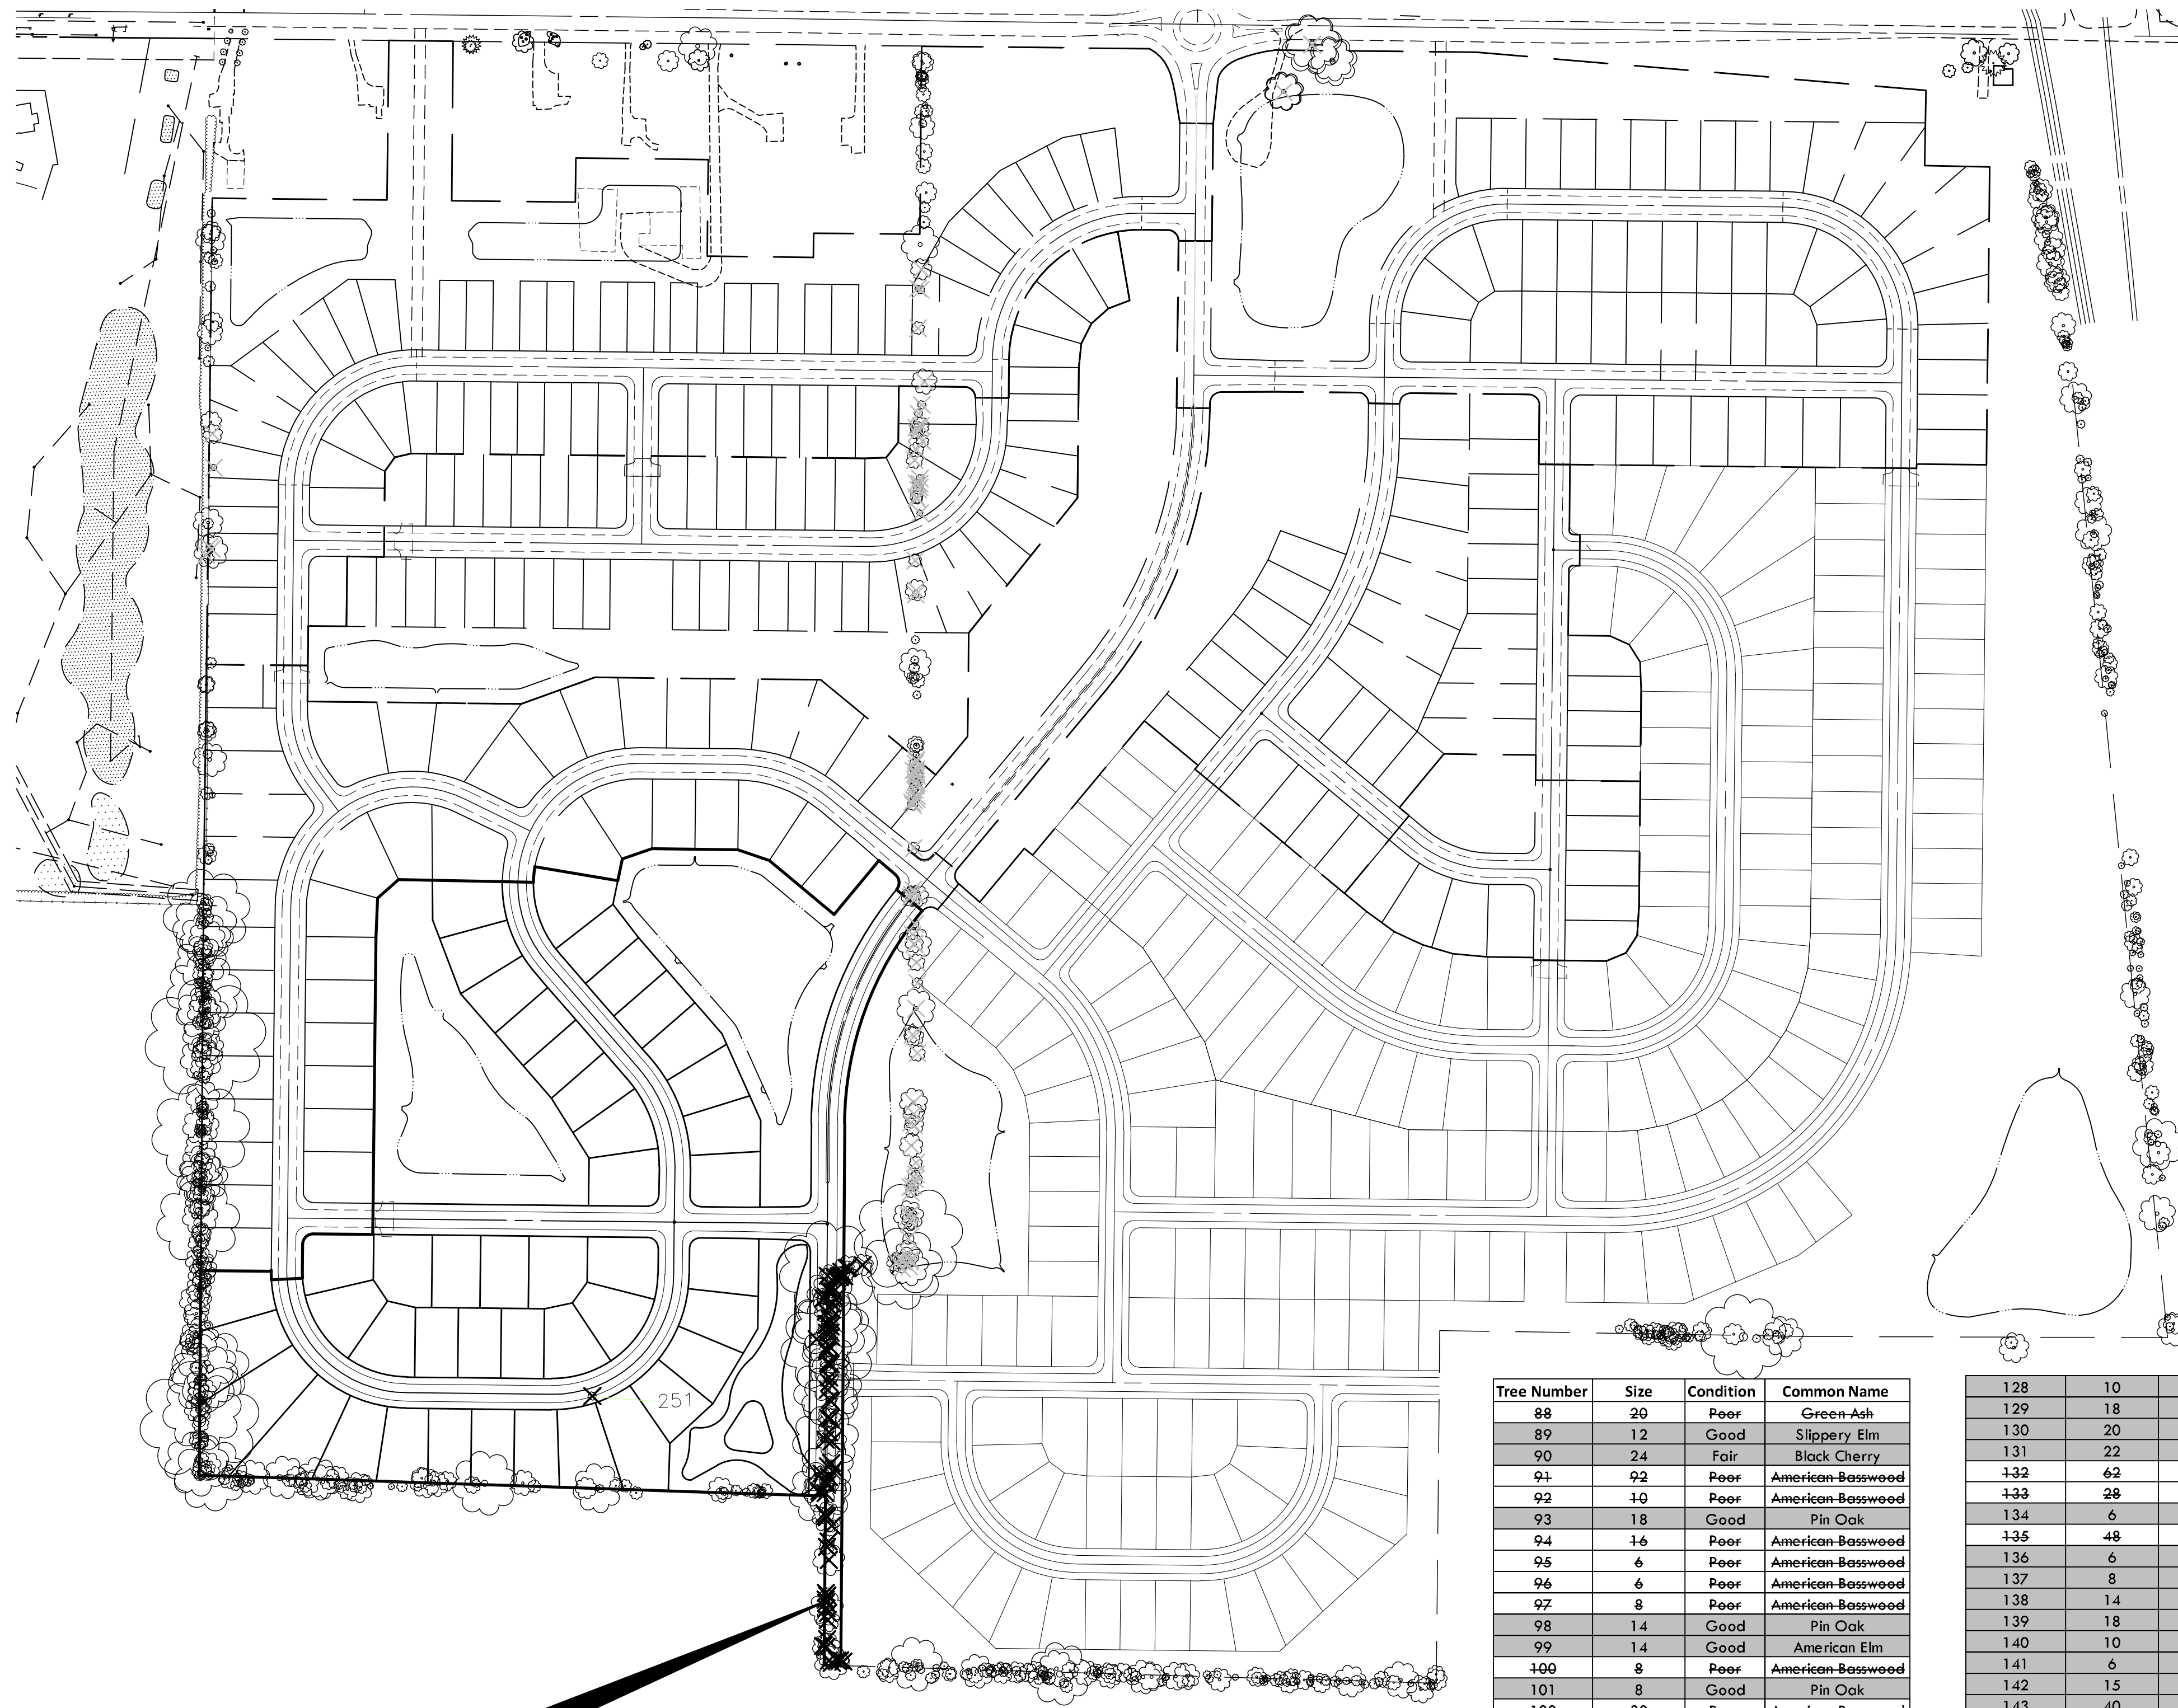 251
Tree Number Size Condition Common Name
88 20 Poor Green Ash
89 12 Good Slippery Elm
90 24 Fair Black Cherry
91 92 Poor American Basswood
92 10 Poor American Basswood
93 18 Good Pin Oak
94 16 Poor American Basswood
95 6 Poor American Basswood
96 6 Poor American Basswood
97 8 Poor American Basswood
98 14 Good Pin Oak
99 14 Good American Elm
100 8 Poor American Basswood
101 8 Good Pin Oak
128 10
129 18
130 20
131 22
132 62
133 28
134 6
135 48
136 6
137 8
138 14
139 18
140 10
141 6
142 15
143 40